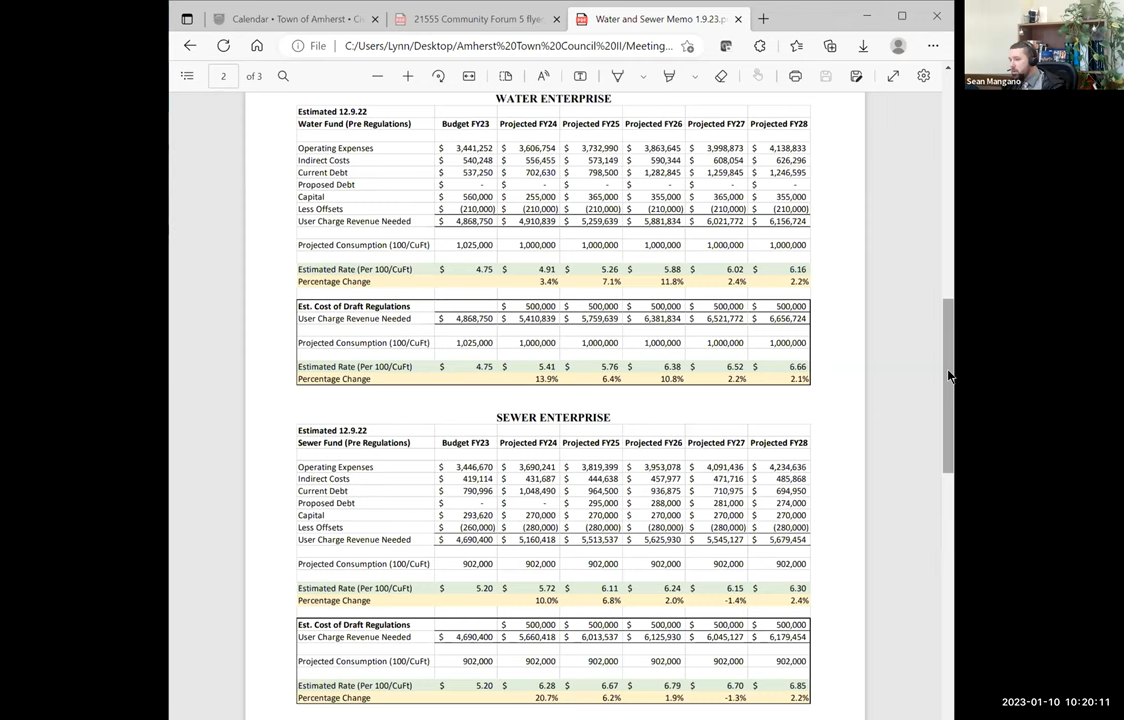 Calendar • Town of Amherst • Ci
21555 Community Forum 5 flyer
Water and Sewer Memo 1.9.23.p
File C:/Users/Lynn/Desktop/Amherst%20Town%20Council%20II/Meeting...
2 of 3
Sean Mangano
WATER ENTERPRISE
Estimated 12.9.22
Water Fund (Pre Regulations) Budget FY23 Projected FY24 Projected FY25 Projected FY26 Projected FY27 Projected FY28
Operating Expenses $ 3,441,252 $ 3,606,754 $ 3,732,990 $ 3,863,645 $ 3,998,873 $ 4,138,833
Indirect Costs $ 540,248 $ 556,455 $ 573,149 $ 590,344 $ 608,054 $ 626,296
Current Debt $ 537,250 $ 702,630 $ 798,500 $ 1,282,845 $ 1,259,845 $ 1,246,595
Proposed Debt $ - $ - $ - $ - $ - $ -
Capital $ 560,000 $ 255,000 $ 365,000 $ 355,000 $ 365,000 $ 355,000
Less Offsets $ (210,000) $ (210,000) $ (210,000) $ (210,000) $ (210,000) $ (210,000)
User Charge Revenue Needed $ 4,868,750 $ 4,910,839 $ 5,259,639 $ 5,881,834 $ 6,021,772 $ 6,156,724
Projected Consumption (100/CuFt) 1,025,000 1,000,000 1,000,000 1,000,000 1,000,000 1,000,000
Estimated Rate (Per 100/CuFt) $ 4.75 $ 4.91 $ 5.26 $ 5.88 $ 6.02 $ 6.16
Percentage Change 3.4% 7.1% 11.8% 2.4% 2.2%
Est. Cost of Draft Regulations $ 500,000 $ 500,000 $ 500,000 $ 500,000 $ 500,000
User Charge Revenue Needed $ 4,868,750 $ 5,410,839 $ 5,759,639 $ 6,381,834 $ 6,521,772 $ 6,656,724
Projected Consumption (100/CuFt) 1,025,000 1,000,000 1,000,000 1,000,000 1,000,000 1,000,000
Estimated Rate (Per 100/CuFt) $ 4.75 $ 5.41 $ 5.76 $ 6.38 $ 6.52 $ 6.66
Percentage Change 13.9% 6.4% 10.8% 2.2% 2.1%
SEWER ENTERPRISE
Estimated 12.9.22
Sewer Fund (Pre Regulations) Budget FY23 Projected FY24 Projected FY25 Projected FY26 Projected FY27 Projected FY28
Operating Expenses $ 3,446,670 $ 3,690,241 $ 3,819,399 $ 3,953,078 $ 4,091,436 $ 4,234,636
Indirect Costs $ 419,114 $ 431,687 $ 444,638 $ 457,977 $ 471,716 $ 485,868
Current Debt $ 790,996 $ 1,048,490 $ 964,500 $ 936,875 $ 710,975 $ 694,950
Proposed Debt $ - $ - $ 295,000 $ 288,000 $ 281,000 $ 274,000
Capital $ 293,620 $ 270,000 $ 270,000 $ 270,000 $ 270,000 $ 270,000
Less Offsets $ (260,000) $ (280,000) $ (280,000) $ (280,000) $ (280,000) $ (280,000)
User Charge Revenue Needed $ 4,690,400 $ 5,160,418 $ 5,513,537 $ 5,625,930 $ 5,545,127 $ 5,679,454
Projected Consumption (100/CuFt) 902,000 902,000 902,000 902,000 902,000 902,000
Estimated Rate (Per 100/CuFt) $ 5.20 $ 5.72 $ 6.11 $ 6.24 $ 6.15 $ 6.30
Percentage Change 10.0% 6.8% 2.0% -1.4% 2.4%
Est. Cost of Draft Regulations $ 500,000 $ 500,000 $ 500,000 $ 500,000 $ 500,000
User Charge Revenue Needed $ 4,690,400 $ 5,660,418 $ 6,013,537 $ 6,125,930 $ 6,045,127 $ 6,179,454
Projected Consumption (100/CuFt) 902,000 902,000 902,000 902,000 902,000 902,000
Estimated Rate (Per 100/CuFt) $ 5.20 $ 6.28 $ 6.67 $ 6.79 $ 6.70 $ 6.85
Percentage Change 20.7% 6.2% 1.9% -1.3% 2.2%
2023-01-10 10:20:11